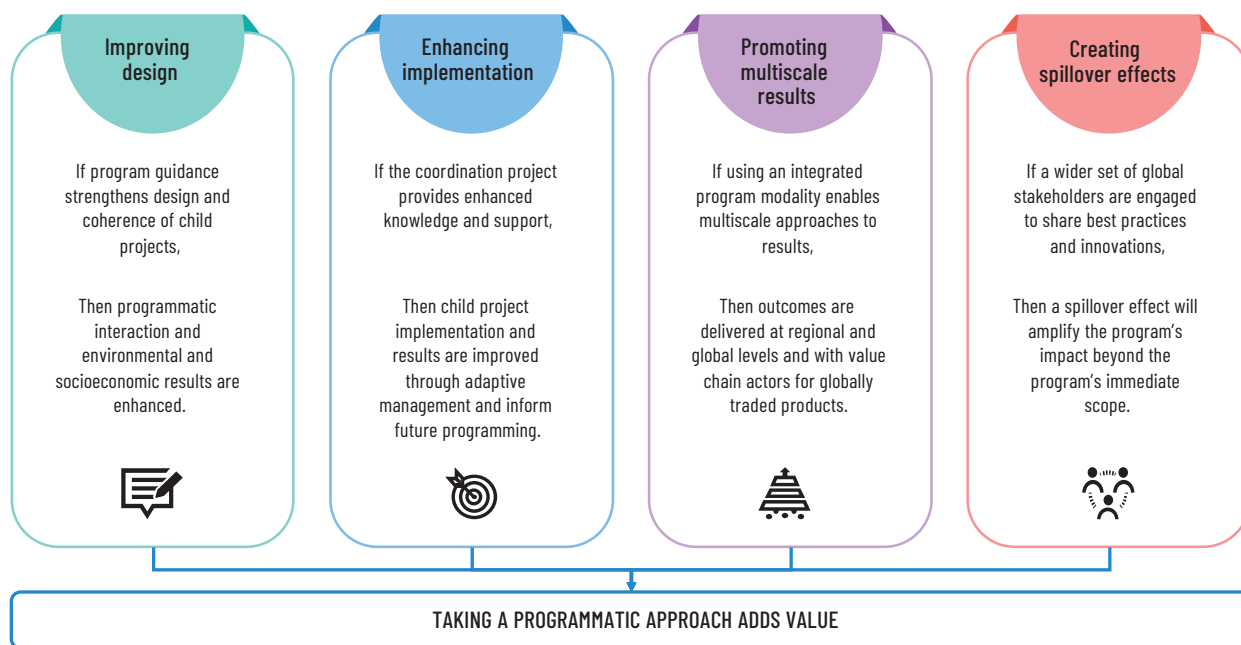 Improving
design
If program guidance
strengthens design and
coherence of child
projects,
Then programmatic
interaction and
environmental and
socioeconomic results are
enhanced.
Enhancing
implementation
If the coordination project
provides enhanced
knowledge and support,
Then child project
implementation and
results are improved
through adaptive
management and inform
future programming.
Promoting
multiscale
results
If using an integrated
program modality enables
multiscale approaches to
results,
Then outcomes are
delivered at regional and
global levels and with value
chain actors for globally
traded products.
Creating
spillover effects
If a wider set of global
stakeholders are engaged
to share best practices
and innovations,
Then a spillover effect will
amplify the program's
impact beyond the
program's immediate
scope.
TAKING A PROGRAMMATIC APPROACH ADDS VALUE